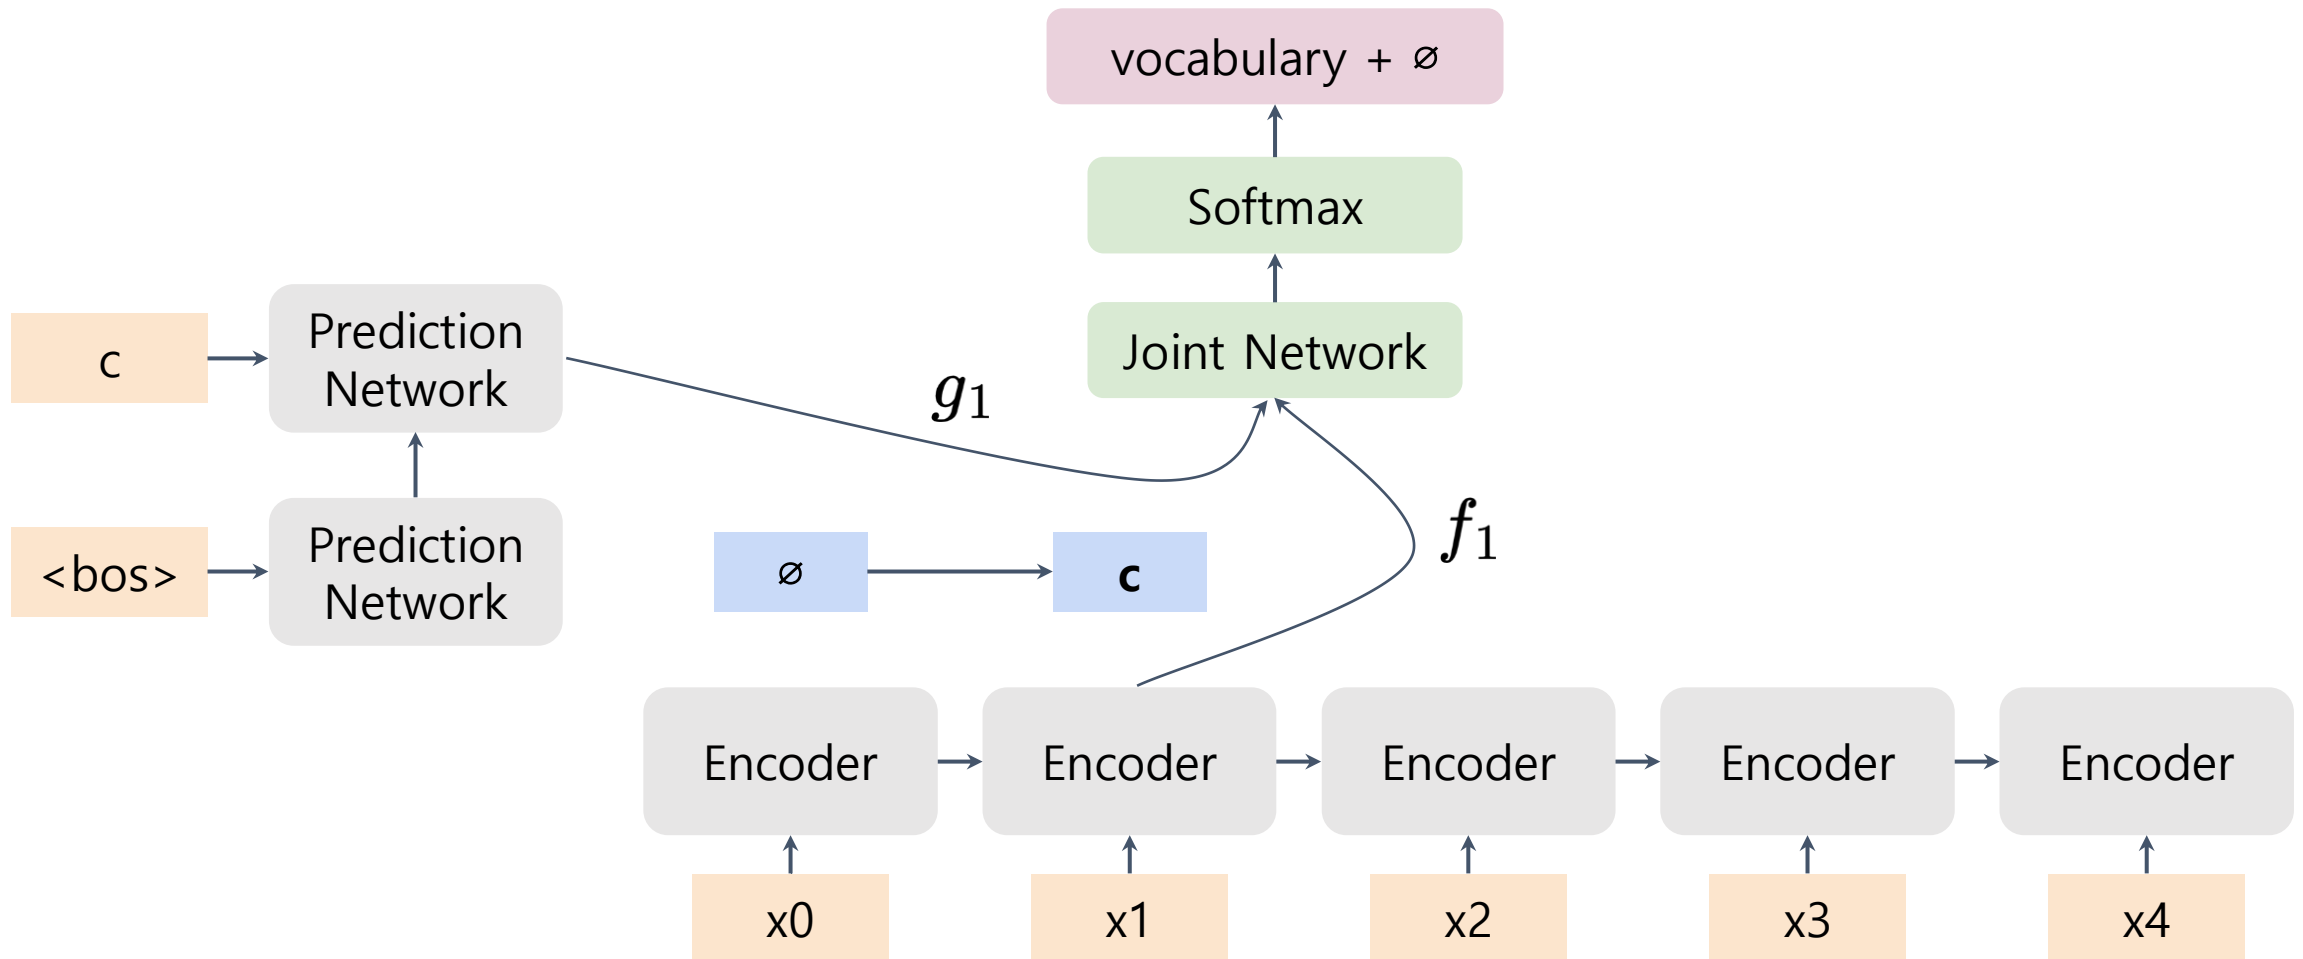 vocabulary + ∅
Softmax
Joint Network
c
Prediction
Network
g₁
<bos>
Prediction
Network
∅
c
f₁
Encoder
Encoder
Encoder
Encoder
Encoder
x0
x1
x2
x3
x4